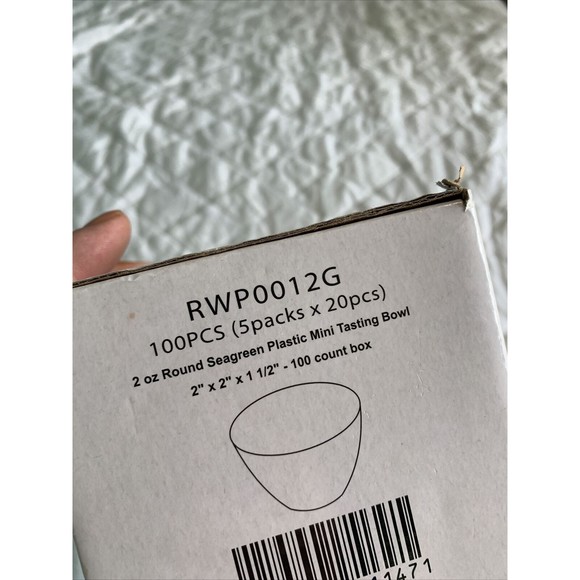 RWP0012G
100PCS (5packs x 20pcs)
2 oz Round Seagreen Plastic Mini Tasting Bowl
2" x 2" x 1 1/2" - 100 count box
11471